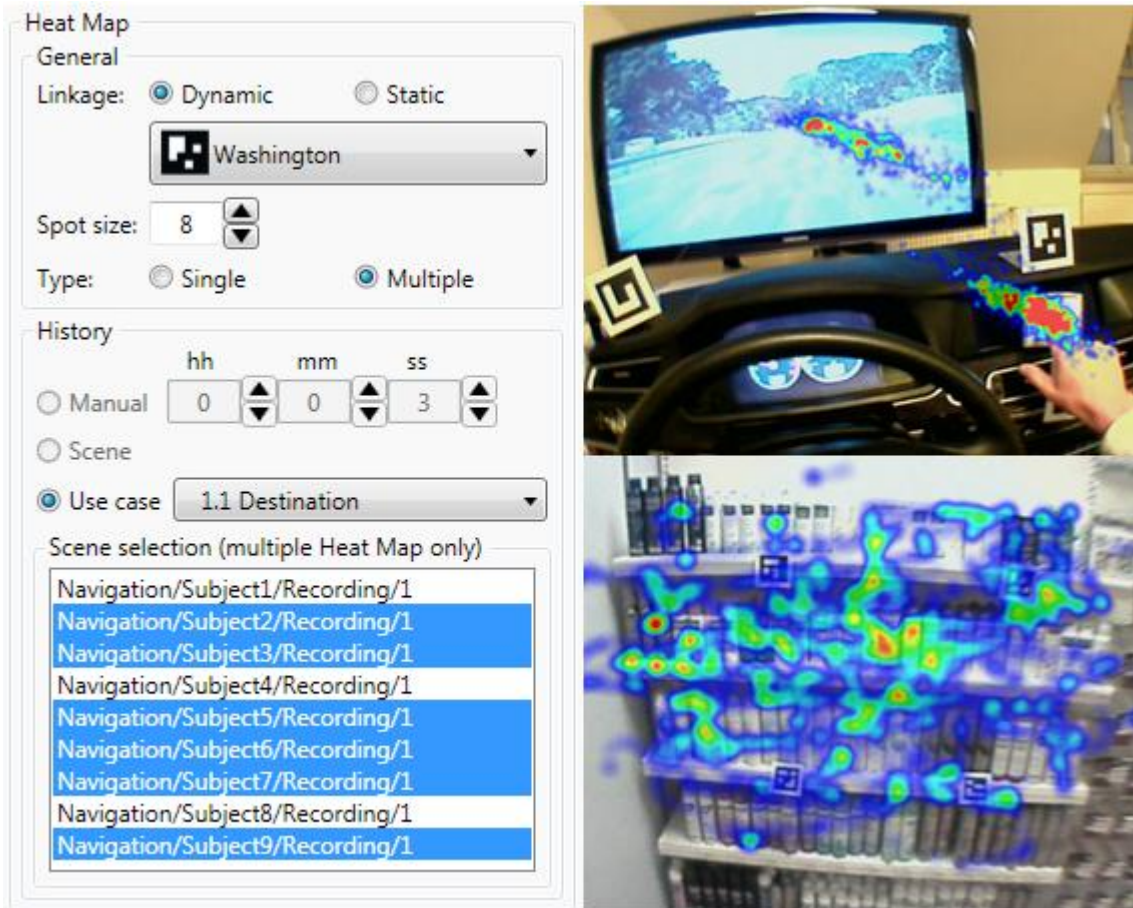 Heat Map
General
Linkage: Dynamic Static
Washington
Spot size: 8
Type: Single Multiple
History
hh mm ss
Manual 0 0 3
Scene
Use case 1.1 Destination
Scene selection (multiple Heat Map only)
Navigation/Subject1/Recording/1
Navigation/Subject2/Recording/1
Navigation/Subject3/Recording/1
Navigation/Subject4/Recording/1
Navigation/Subject5/Recording/1
Navigation/Subject6/Recording/1
Navigation/Subject7/Recording/1
Navigation/Subject8/Recording/1
Navigation/Subject9/Recording/1